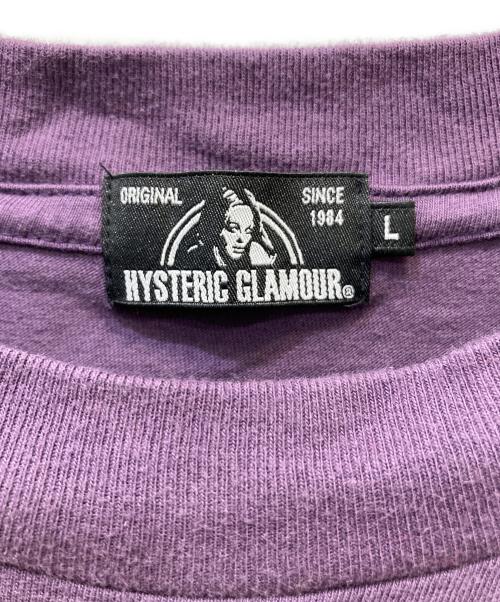 ORIGINAL SINCE
1984
L
HYSTERIC GLAMOUR®